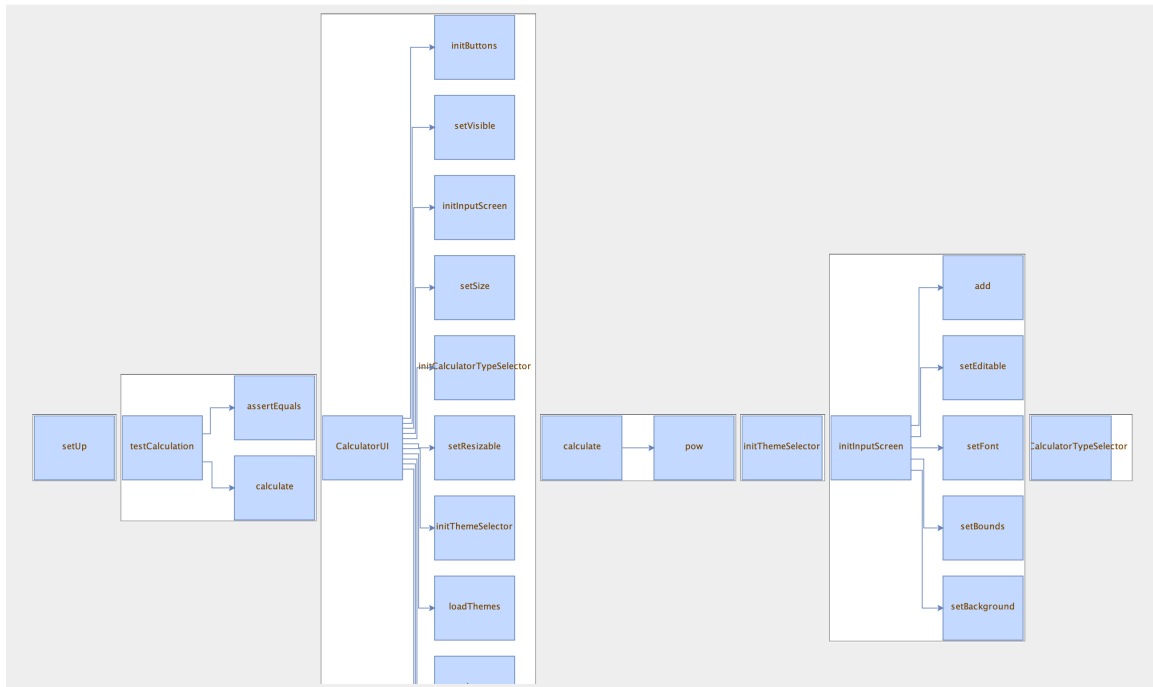 initButtons
setVisible
initInputScreen
setSize
initCalculatorTypeSelector
setResizable
initThemeSelector
loadThemes
setUp
testCalculation
assertEquals
calculate
CalculatorUI
calculate
pow
initThemeSelector
initInputScreen
add
setEditable
setFont
setBounds
setBackground
CalculatorTypeSelector